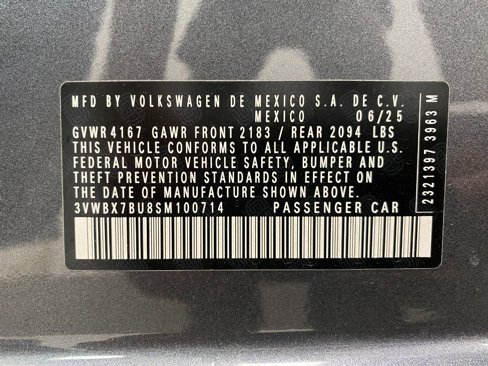 MFD BY VOLKSWAGEN DE MEXICO S.A. DE C.V.
MEXICO 06/25
GVWR 4167 GAWR FRONT 2183 / REAR 2094 LBS
THIS VEHICLE CONFORMS TO ALL APPLICABLE U.S.
FEDERAL MOTOR VEHICLE SAFETY, BUMPER AND
THEFT PREVENTION STANDARDS IN EFFECT ON
THE DATE OF MANUFACTURE SHOWN ABOVE.
3VWBX7BU8SM100714 PASSENGER CAR
2321397 3963 M